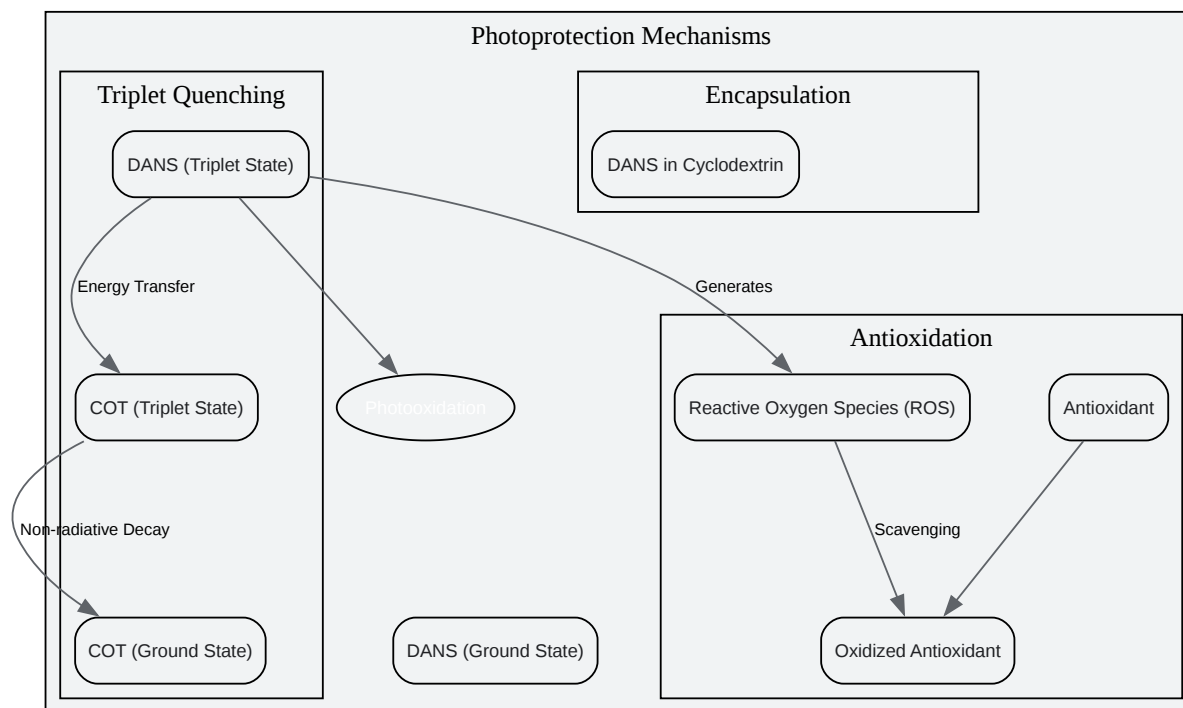 Photoprotection Mechanisms
Triplet Quenching
Encapsulation
DANS (Triplet State)
DANS in Cyclodextrin
Energy Transfer
Generates
Antioxidation
COT (Triplet State)
Photooxidation
Reactive Oxygen Species (ROS)
Antioxidant
Non-radiative Decay
Scavenging
COT (Ground State)
DANS (Ground State)
Oxidized Antioxidant